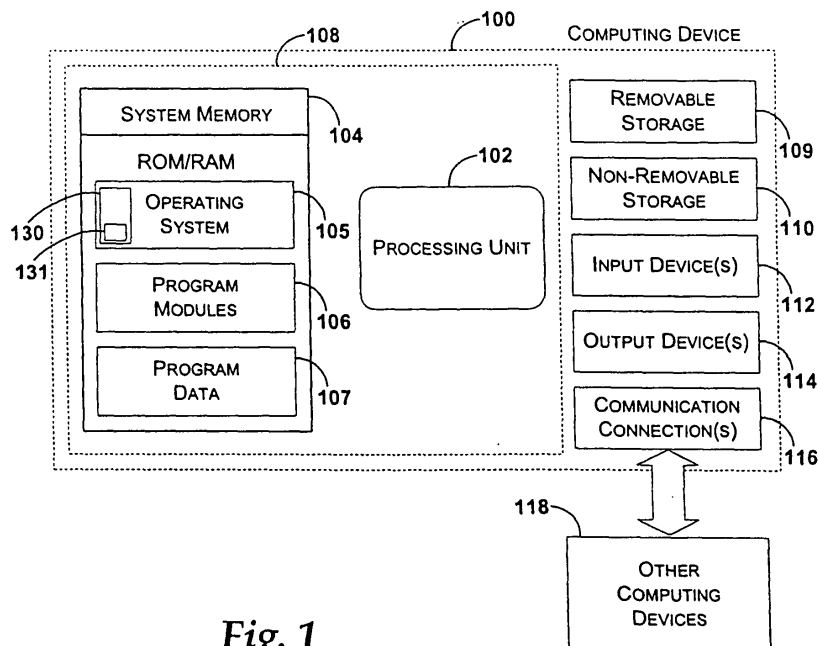 100
COMPUTING DEVICE
108
SYSTEM MEMORY
104
ROM/RAM
OPERATING
SYSTEM
130
131
105
PROGRAM
MODULES
106
PROGRAM
DATA
107
102
PROCESSING UNIT
REMOVABLE
STORAGE
109
NON-REMOVABLE
STORAGE
110
INPUT DEVICE(S)
112
OUTPUT DEVICE(S)
114
COMMUNICATION
CONNECTION(S)
116
118
OTHER
COMPUTING
DEVICES
Fig. 1